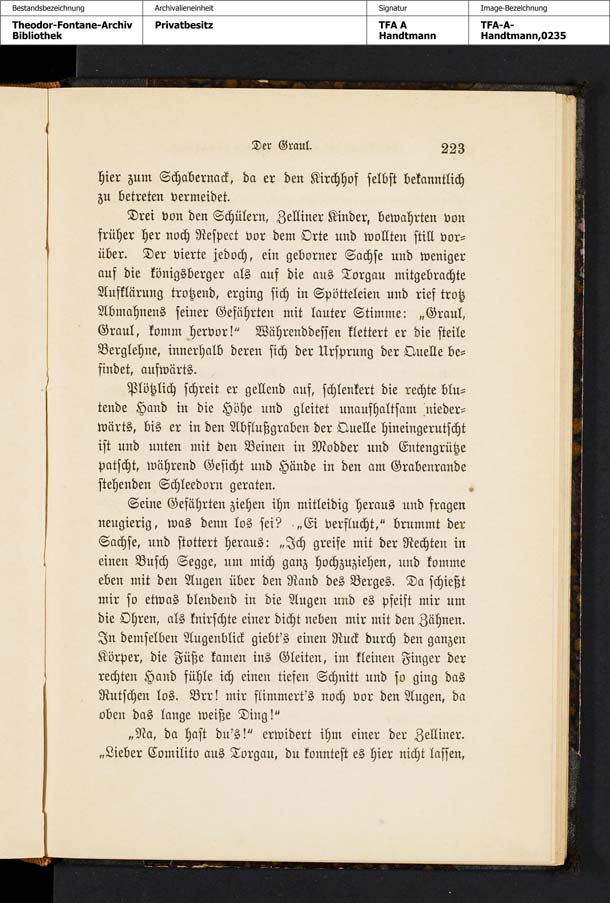 Bestandsbezeichnung
Theodor-Fontane-Archiv
Bibliothek
Archivalieneinheit
Privatbesitz
Signatur
TFA A
Handtmann
Image-Bezeichnung
TFA-A-
Handtmann,0235
Der Graul. 223
hier zum Schabernack, da er den Kirchhof selbst bekanntlich
zu betreten vermeidet.
Drei von den Schülern, Zelliner Kinder, bewahrten von
früher her noch Respect vor dem Orte und wollten still vor-
über. Der vierte jedoch, ein geborner Sachse und weniger
auf die königsberger als auf die aus Torgau mitgebrachte
Aufklärung trotzend, erging sich in Spötteleien und rief trotz
Abmahnens seiner Gefährten mit lauter Stimme: „Graul,
Graul, komm hervor!“ Währenddessen klettert er die steile
Berglehne, innerhalb deren sich der Ursprung der Quelle be-
findet, aufwärts.
Plötzlich schreit er gellend auf, schlenkert die rechte blu-
tende Hand in die Höhe und gleitet unaufhaltsam nieder-
wärts, bis er in den Abflußgraben der Quelle hineingerutscht
ist und unten mit den Beinen in Modder und Entengrütze
patscht, während Gesicht und Hände in den am Grabenrande
stehenden Schleedorn geraten.
Seine Gefährten ziehen ihn mitleidig heraus und fragen
neugierig, was denn los sei? „Ei verflucht,“ brummt der
Sachse, und stottert heraus: „Ich greife mit der Rechten in
einen Busch Segge, um mich ganz hochzuziehen, und komme
eben mit den Augen über den Rand des Berges. Da schießt
mir so etwas blendend in die Augen und es pfeift mir um
die Ohren, als knirschte einer dicht neben mir mit den Zähnen.
In demselben Augenblick giebt's einen Ruck durch den ganzen
Körper, die Füße kamen ins Gleiten, im kleinen Finger der
rechten Hand fühle ich einen tiefen Schnitt und so ging das
Rutschen los. Brr! mir flimmert's noch vor den Augen, da
oben das lange weiße Ding!“
„Na, da hast du's!“ erwidert ihm einer der Zelliner.
„Lieber Comilito aus Torgau, du konntest es hier nicht lassen,